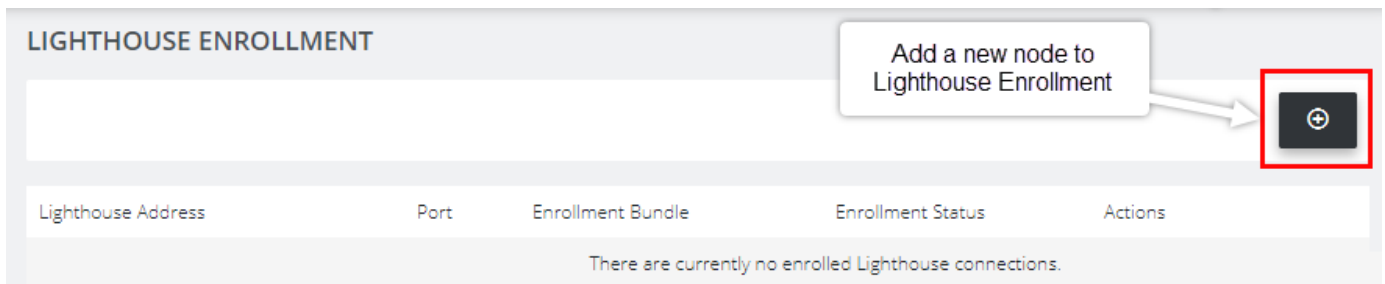 LIGHTHOUSE ENROLLMENT
Add a new node to
Lighthouse Enrollment
Lighthouse Address Port Enrollment Bundle Enrollment Status Actions
There are currently no enrolled Lighthouse connections.